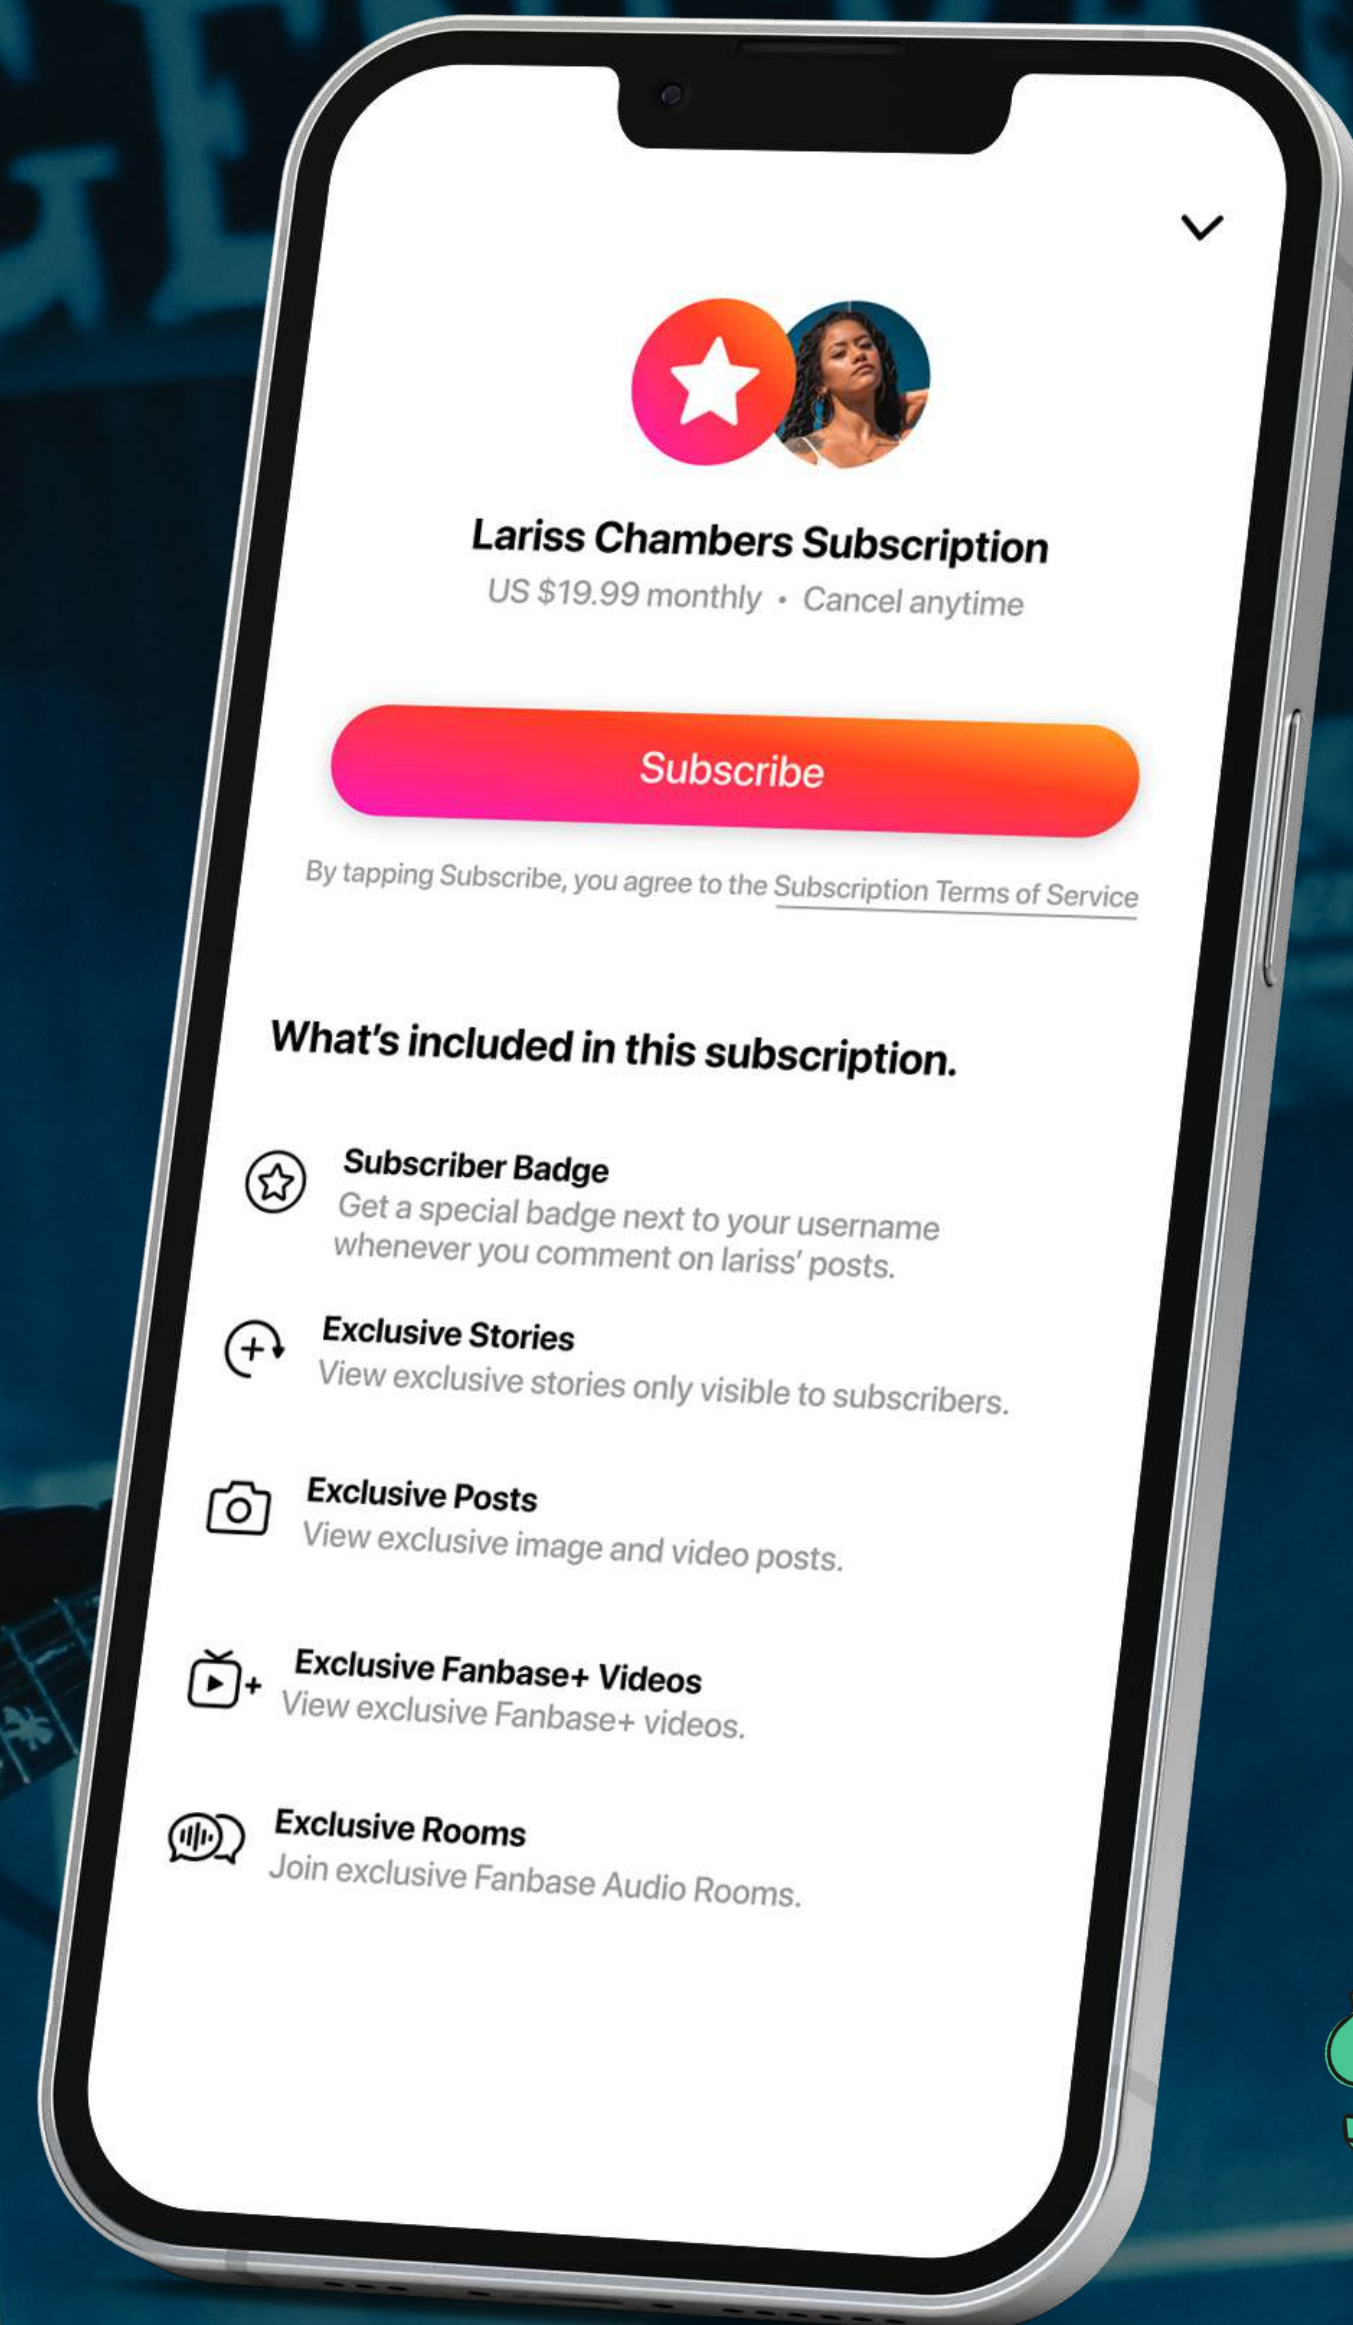 Lariss Chambers Subscription
US $19.99 monthly • Cancel anytime
Subscribe
By tapping Subscribe, you agree to the Subscription Terms of Service
What's included in this subscription.
Subscriber Badge
Get a special badge next to your username
whenever you comment on lariss' posts.
Exclusive Stories
View exclusive stories only visible to subscribers.
Exclusive Posts
View exclusive image and video posts.
Exclusive Fanbase+ Videos
View exclusive Fanbase+ videos.
Exclusive Rooms
Join exclusive Fanbase Audio Rooms.